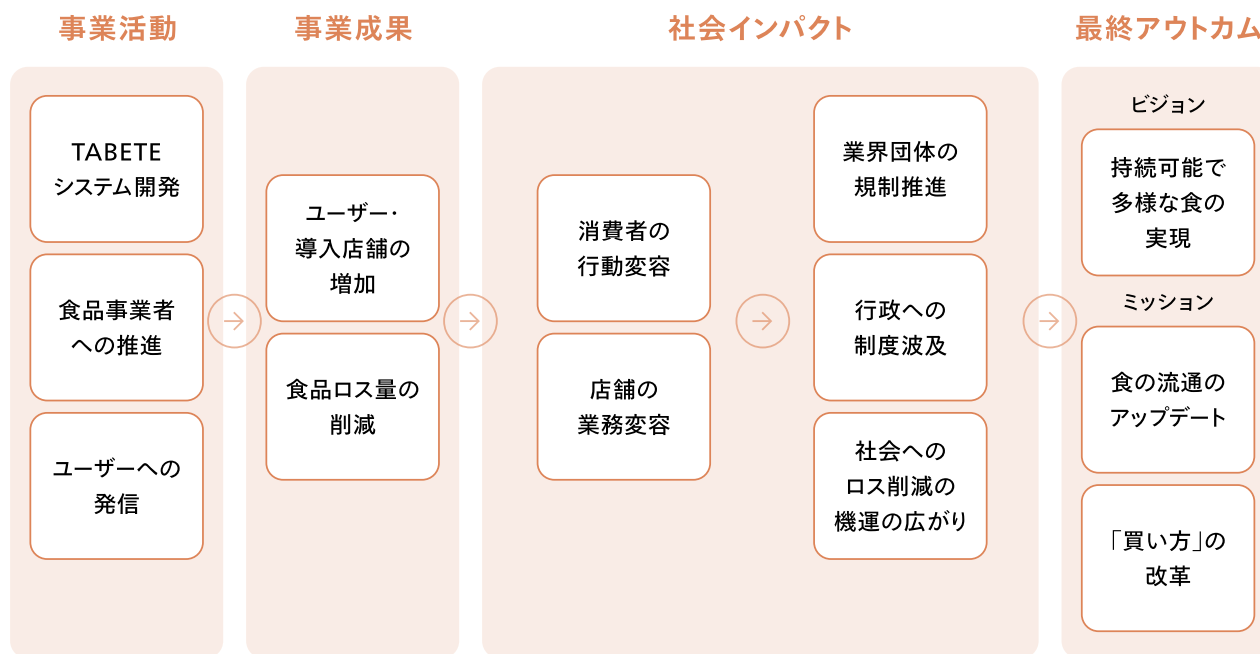 事業活動
TABETE
システム開発
食品事業者
への推進
ユーザーへの
発信
事業成果
ユーザー・
導入店舗の
増加
食品ロス量の
削減
社会インパクト
消費者の
行動変容
店舗の
業務変容
業界団体の
規制推進
行政への
制度波及
社会への
ロス削減の
機運の広がり
最終アウトカム
ビジョン
持続可能で
多様な食の
実現
ミッション
食の流通の
アップデート
「買い方」の
改革